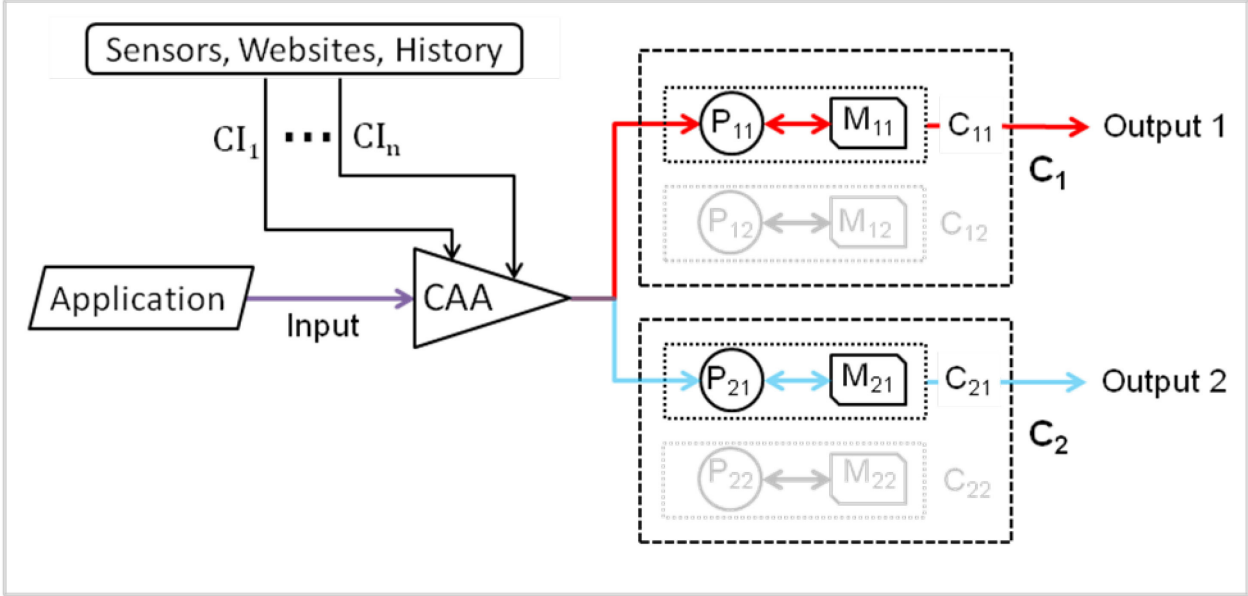 Sensors, Websites, History
CI₁ ... CIₙ
P₁₁ M₁₁ C₁₁ Output 1
C₁
P₁₂ M₁₂ C₁₂
Application
Input
CAA
P₂₁ M₂₁ C₂₁ Output 2
C₂
P₂₂ M₂₂ C₂₂